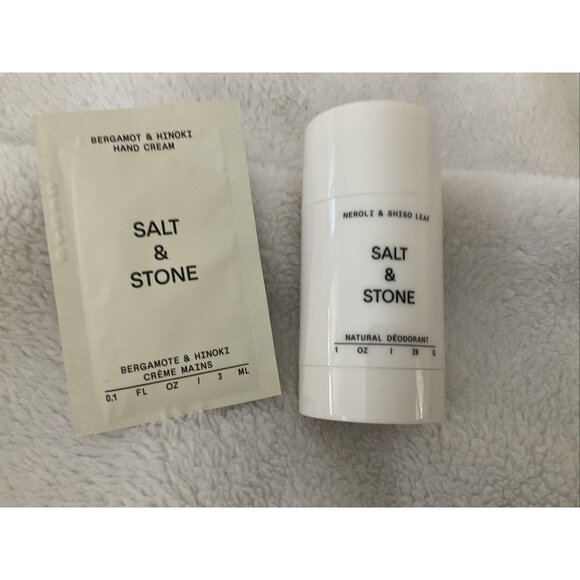 BERGAMOT & HINOKI
HAND CREAM
SALT
&
STONE
BERGAMOTE & HINOKI
CRÈME MAINS
0.1 FL OZ / 3 ML
NEROLI & SHISO LEAF
SALT
&
STONE
NATURAL DÉODORANT
1 OZ / 28 G